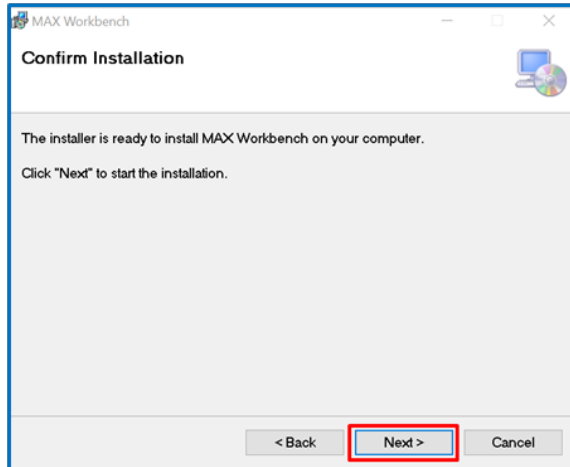 MAX Workbench
Confirm Installation
The installer is ready to install MAX Workbench on your computer.
Click "Next" to start the installation.
< Back
Next >
Cancel